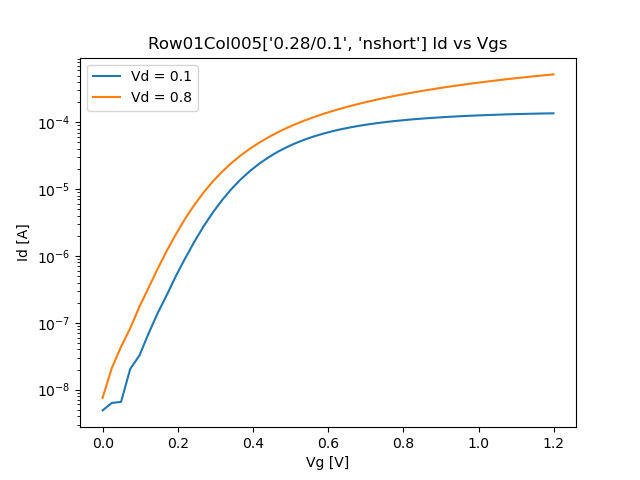 Row01Col005['0.28/0.1', 'nshort'] Id vs Vgs
Vd = 0.1
Vd = 0.8
Id [A]
10⁻⁴
10⁻⁵
10⁻⁶
10⁻⁷
10⁻⁸
0.0 0.2 0.4 0.6 0.8 1.0 1.2
Vg [V]